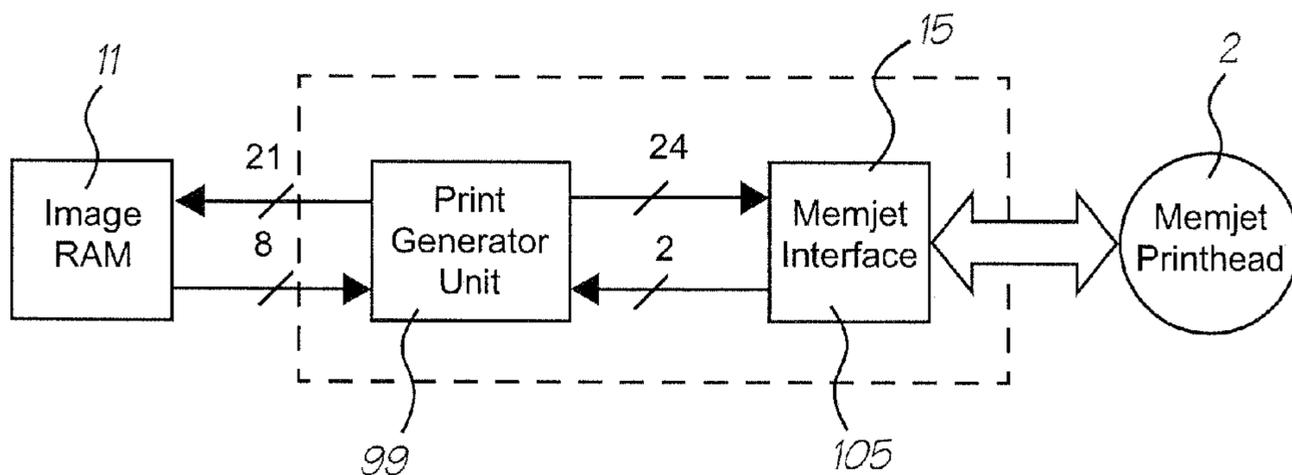 15
2
11
21
24
Image
RAM
Print
Generator
Unit
Memjet
Interface
Memjet
Printhead
8
2
99
105